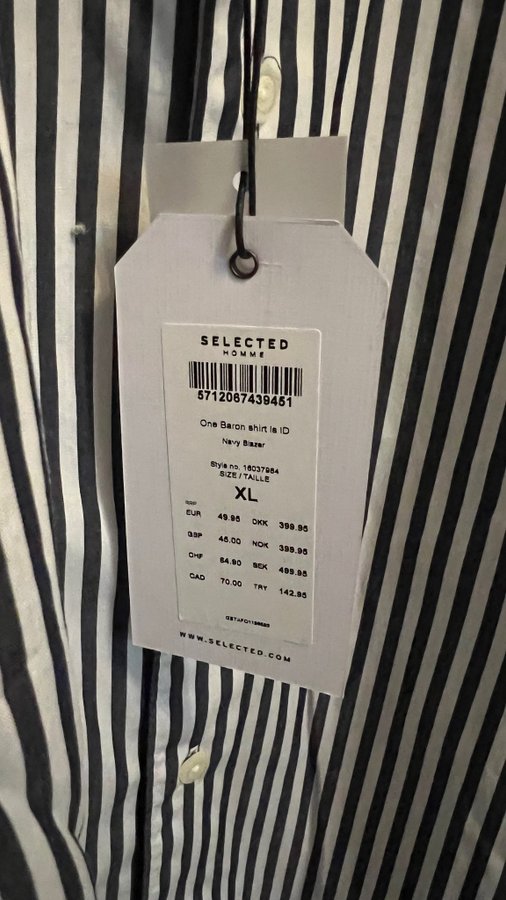 SELECTED
HOMME
5712067439451
One Baron shirt ls ID
Navy Blazer
Style no. 16037984
SIZE / TAILLE
XL
RRP
EUR 49.95 DKK 399.95
GBP 45.00 NOK 399.95
CHF 64.90 SEK 499.95
CAD 70.00 TRY 142.95
WWW.SELECTED.COM